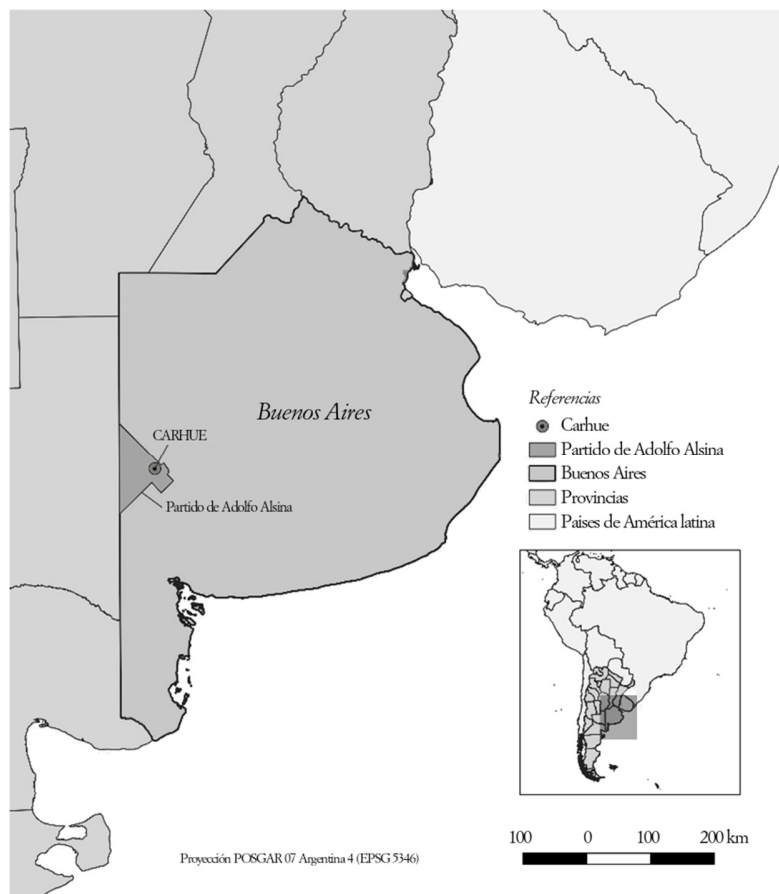 Buenos Aires
CARHUE
Partido de Adolfo Alsina
Referencias
Carhue
Partido de Adolfo Alsina
Buenos Aires
Provincias
Paises de América latina
100 0 100 200 km
Proyección POSGAR 07 Argentina 4 (EPSG 5346)